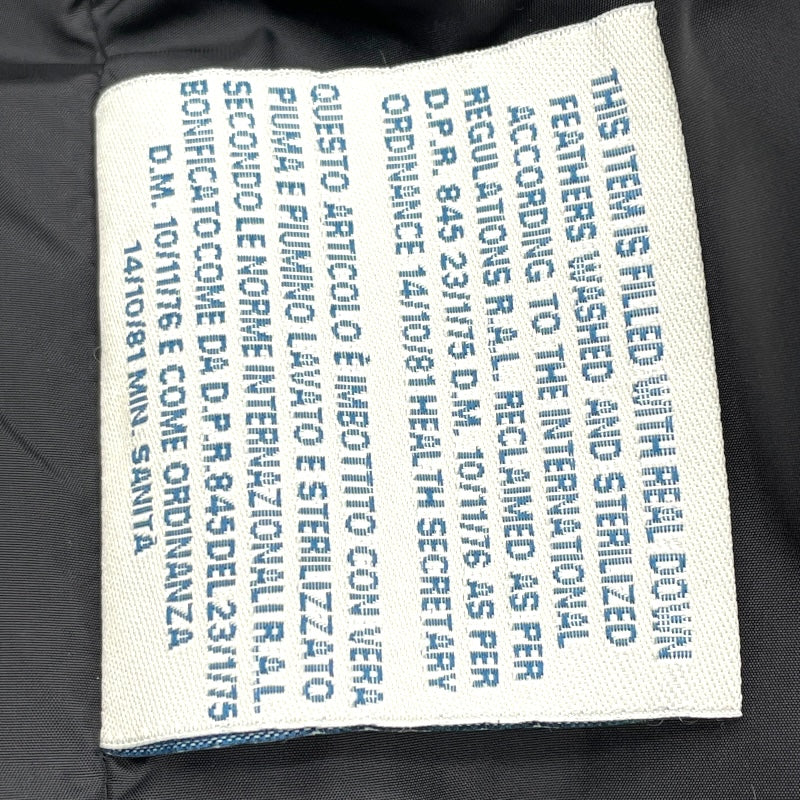 THIS ITEM IS FILLED WITH REAL DOWN
FEATHERS WASHED AND STERILIZED
ACCORDING TO THE INTERNATIONAL
REGULATIONS R.A.L. RECLAIMED AS PER
D.P.R. 845 23/1/75 D.M. 10/11/76 AS PER
ORDINANCE 14/10/81 HEALTH SECRETARY
QUESTO ARTICOLO È IMBOTTITO CON VERA
PIUMA E PIUMINO LAVATO E STERILIZZATO
SECONDO LE NORME INTERNAZIONALI R.A.L.
BONIFICATO COME DA D.P.R. 845 DEL 23/1/75
D.M. 10/11/76 E COME ORDINANZA
14/10/81 MIN. SANITÀ